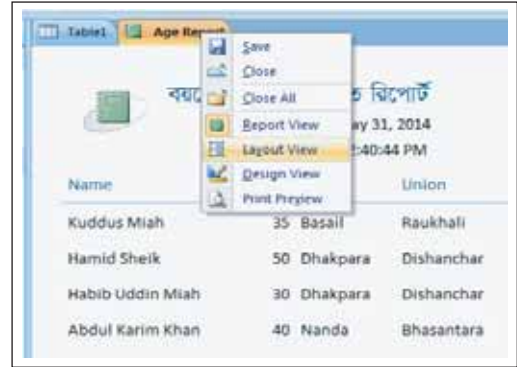 Table1 Age Report
Save
Close
Close All
Report View
Layout View
Design View
Print Preview
রিপোর্ট
ay 31, 2014
:40:44 PM
Name Union
Kuddus Miah 35 Basail Raukhali
Hamid Sheik 50 Dhakpara Dishanchar
Habib Uddin Miah 30 Dhakpara Dishanchar
Abdul Karim Khan 40 Nanda Bhasantara